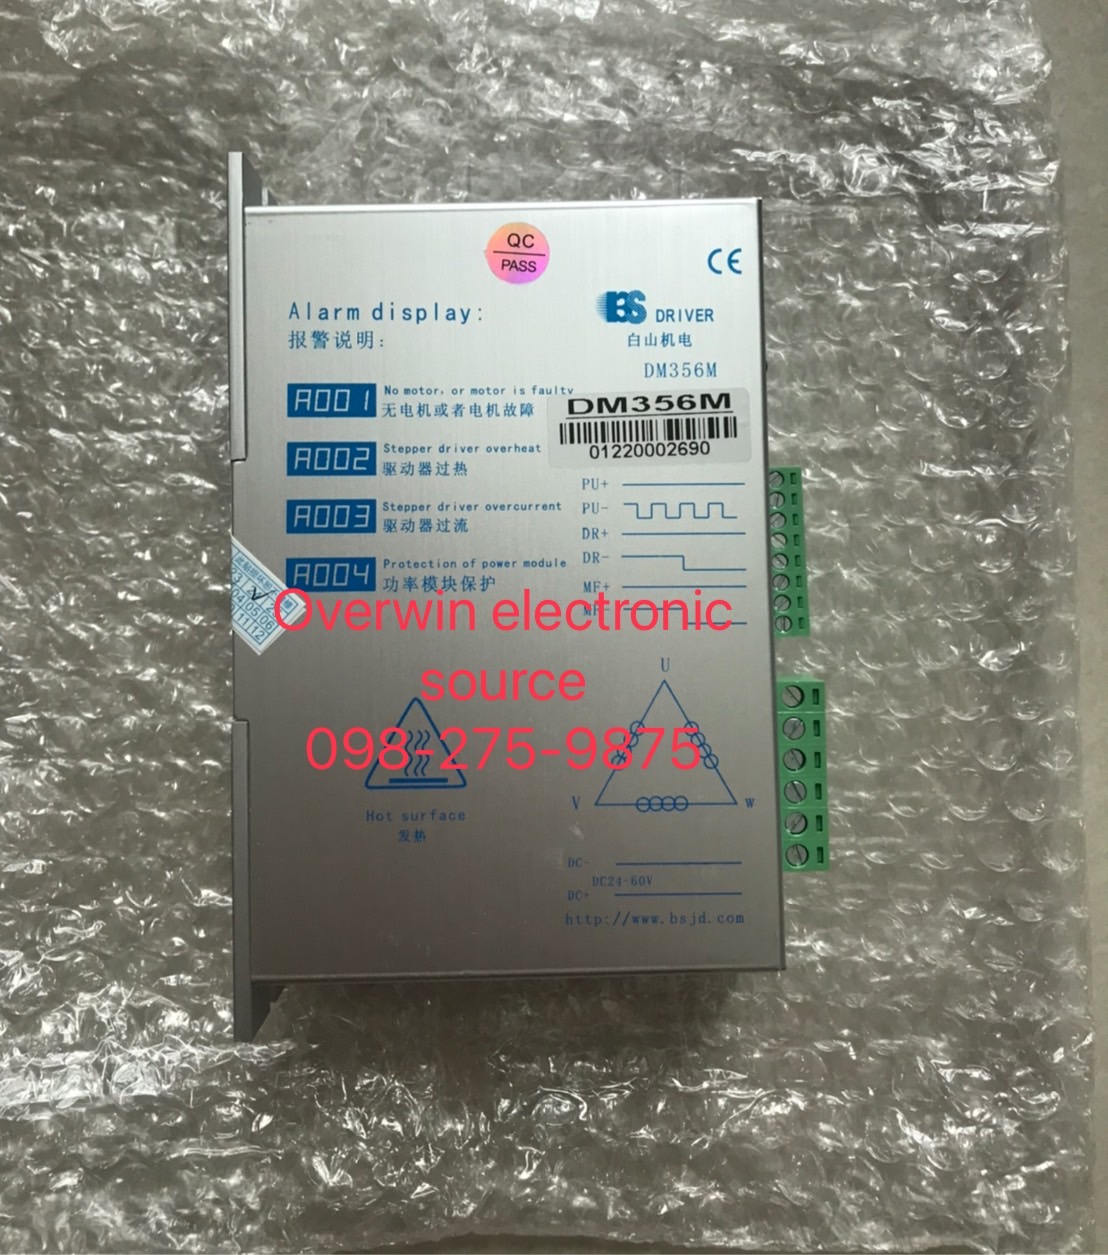 QC
PASS
CE
Alarm display:
报警说明:
BS DRIVER
白山机电
DM356M
A001 No motor, or motor is faulty
无电机或者电机故障
DM356M
01220002690
A002 Stepper driver overheat
驱动器过热
A003 Stepper driver overcurrent
驱动器过流
A004 Protection of power module
功率模块保护
PU+
PU-
DR+
DR-
MF+
MF-
Overwin electronic
source
098-275-9875
U
V
W
Hot surface
发热
DC-
DC24-60V
DC+
http://www.bsjd.com